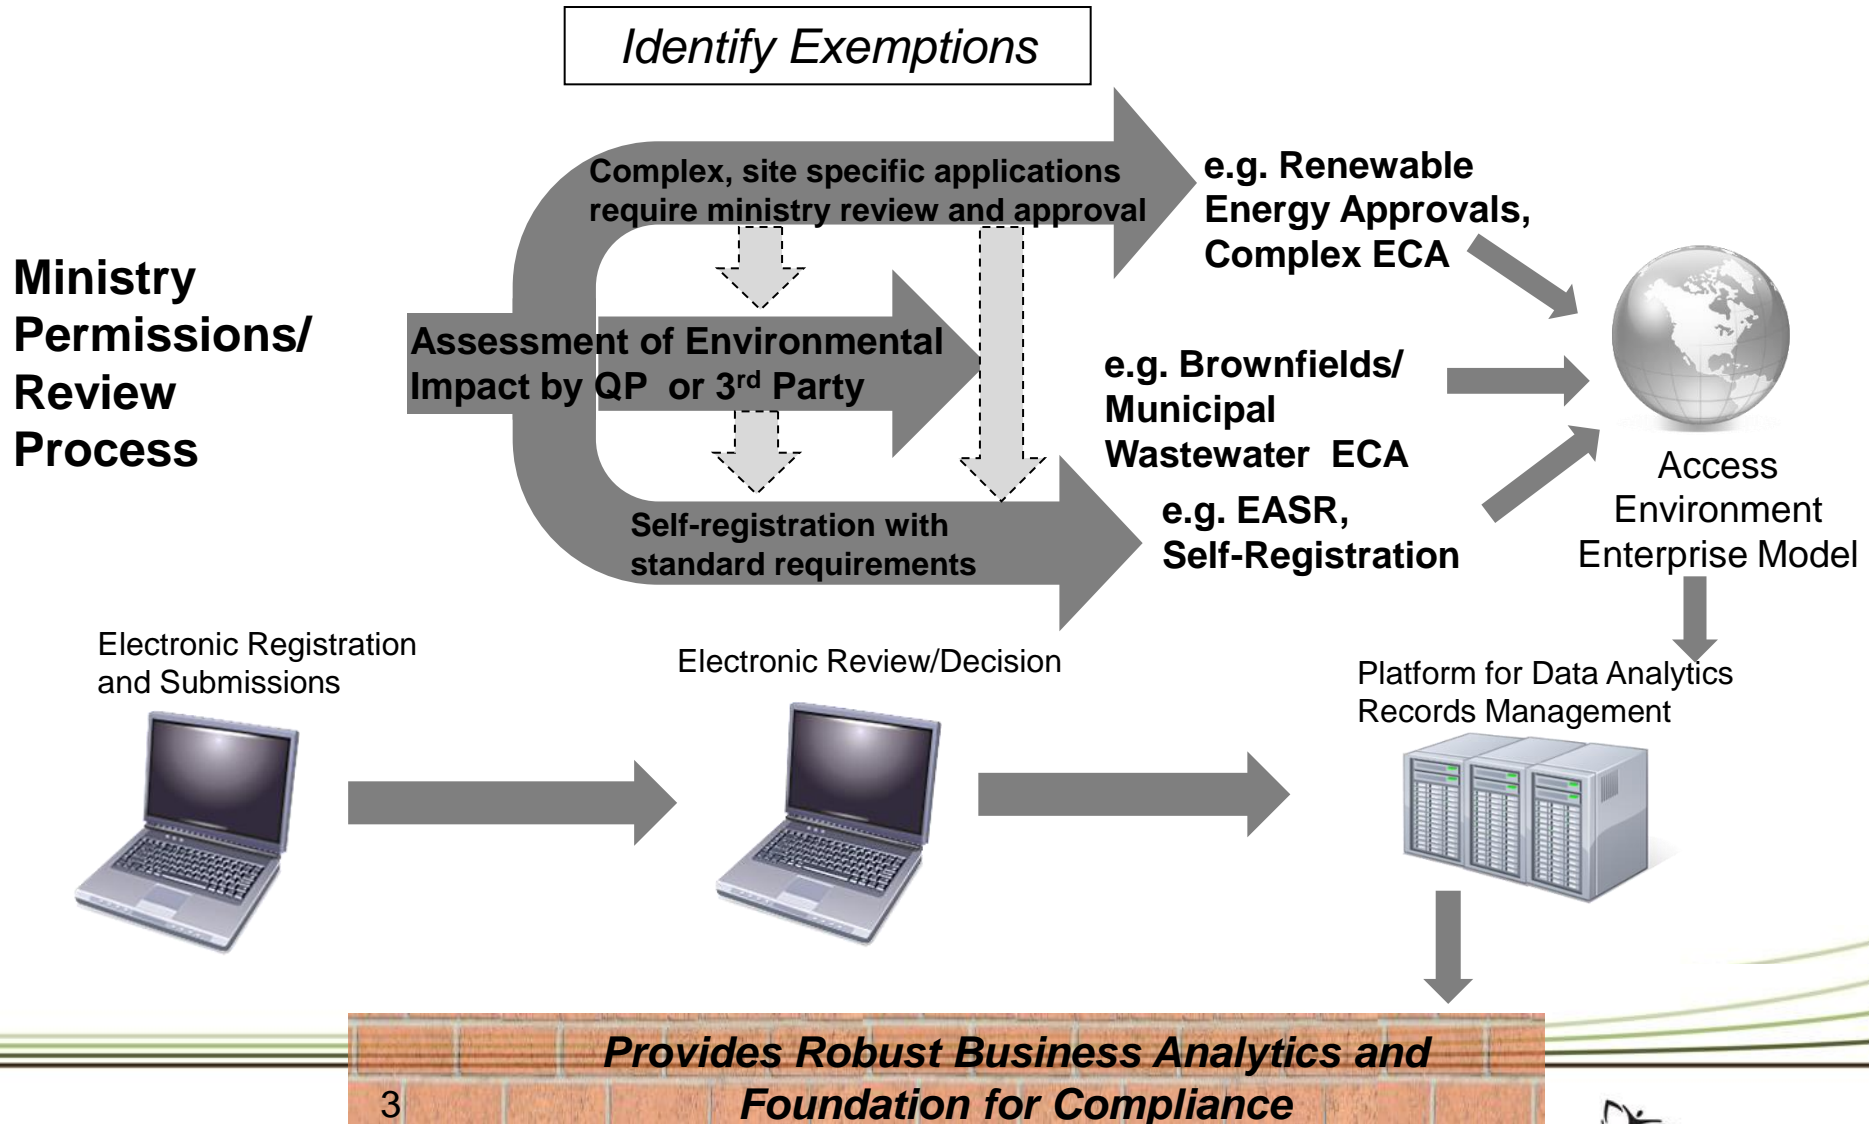 Identify Exemptions
Complex, site specific applications
require ministry review and approval
e.g. Renewable
Energy Approvals,
Complex ECA
Ministry
Permissions/
Review
Process
Assessment of Environmental
Impact by QP or 3rd Party
e.g. Brownfields/
Municipal
Wastewater ECA
Self-registration with
standard requirements
e.g. EASR,
Self-Registration
Access
Environment
Enterprise Model
Electronic Registration
and Submissions
Electronic Review/Decision
Platform for Data Analytics
Records Management
Provides Robust Business Analytics and
Foundation for Compliance
3